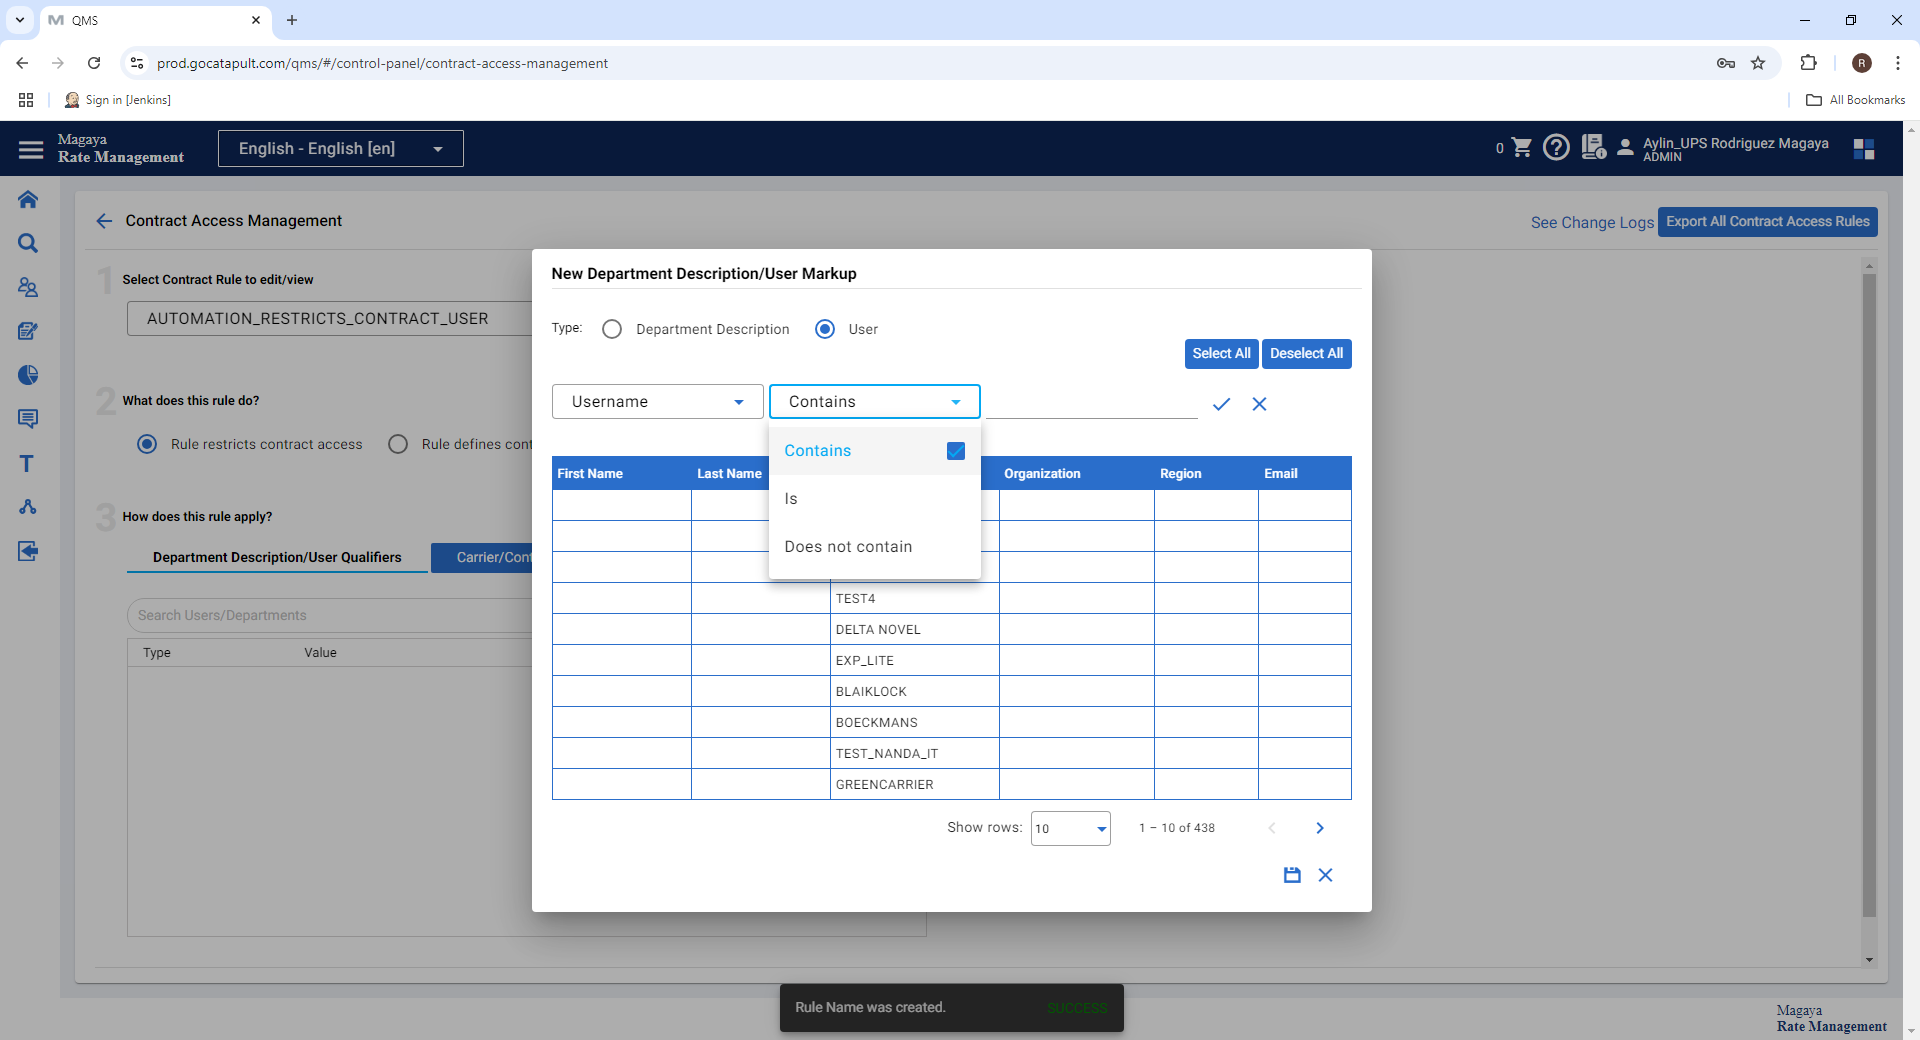 QMS
prod.gocatapult.com/qms/#/control-panel/contract-access-management
R
Sign in [Jenkins]
All Bookmarks
Magaya
Rate Management
English - English [en]
0
Aylin_UPS Rodriguez Magaya
ADMIN
Contract Access Management
See Change Logs
Export All Contract Access Rules
1
Select Contract Rule to edit/view
AUTOMATION_RESTRICTS_CONTRACT_USER
2
What does this rule do?
Rule restricts contract access
Rule defines cont
3
How does this rule apply?
Department Description/User Qualifiers
Carrier/Cont
Search Users/Departments
Type Value
New Department Description/User Markup
Type:
Department Description
User
Select All
Deselect All
Username
Contains
Contains
Is
Does not contain
First Name Last Name Organization Region Email
TEST4
DELTA NOVEL
EXP_LITE
BLAIKLOCK
BOECKMANS
TEST_NANDA_IT
GREENCARRIER
Show rows: 10 1 – 10 of 438
Rule Name was created. SUCCESS
Magaya
Rate Management